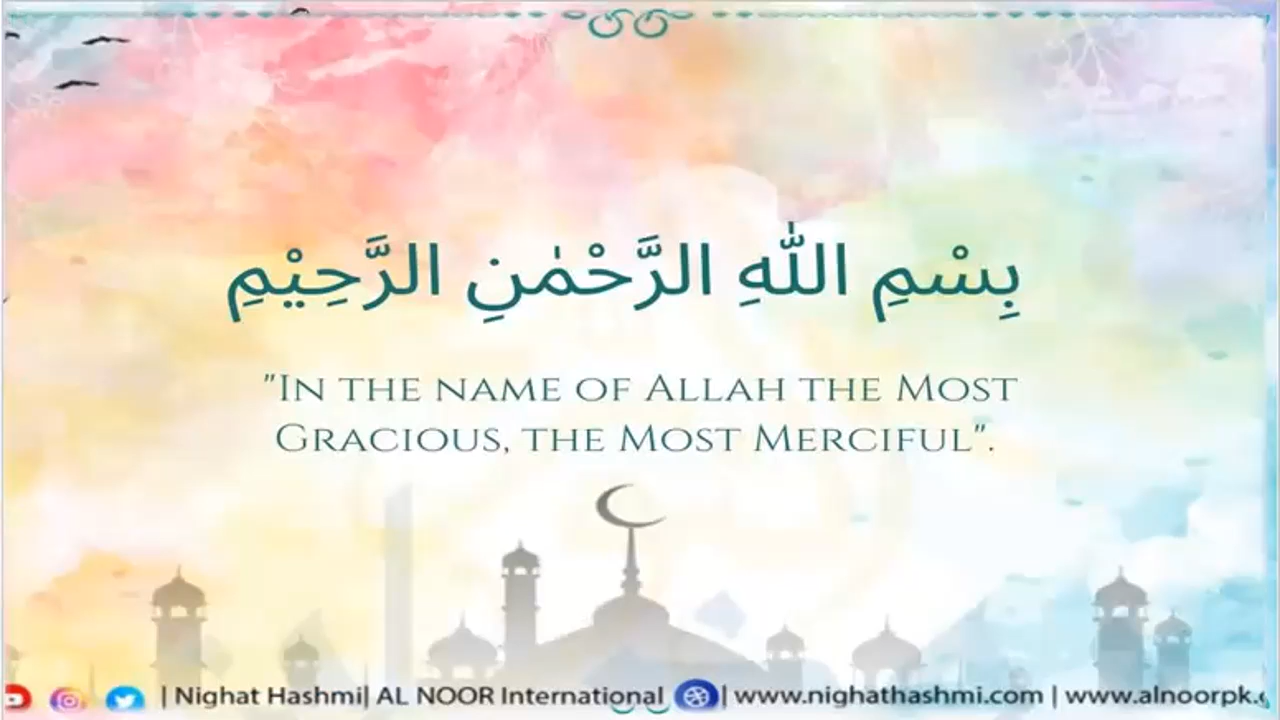 بِسْمِ اللّٰهِ الرَّحْمٰنِ الرَّحِيْمِ
"In the name of Allah the Most
Gracious, the Most Merciful".
| Nighat Hashmi| AL NOOR International | www.nighathashmi.com | www.alnoorpk.c